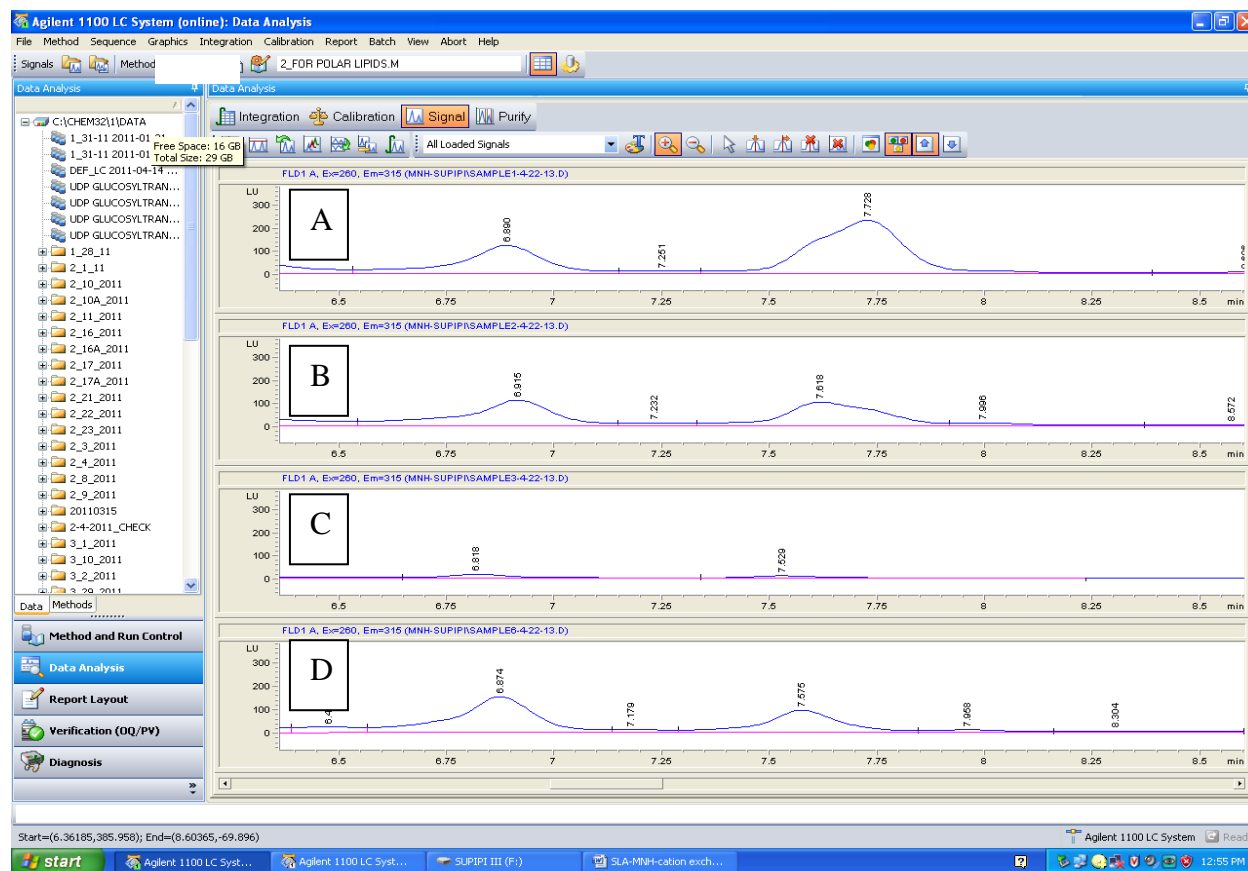 Agilent 1100 LC System (online): Data Analysis
File Method Sequence Graphics Integration Calibration Report Batch View Abort Help
Signals Method 2_FOR POLAR LIPIDS.M
Data Analysis
Data Analysis
C:\CHEM32\1\DATA
1_31-11 2011-01
Free Space: 16 GB
1_31-11 2011-01
Total Size: 29 GB
DEF_LC 2011-04-14 ...
UDP GLUCOSYLTRAN...
UDP GLUCOSYLTRAN...
UDP GLUCOSYLTRAN...
UDP GLUCOSYLTRAN...
1_28_11
2_1_11
2_10_2011
2_10A_2011
2_11_2011
2_16_2011
2_16A_2011
2_17_2011
2_17A_2011
2_21_2011
2_22_2011
2_23_2011
2_3_2011
2_4_2011
2_8_2011
2_9_2011
20110315
2-4-2011_CHECK
3_1_2011
3_10_2011
3_2_2011
3_29_2011
Data Methods
Method and Run Control
Data Analysis
Report Layout
Verification (OQ/PV)
Diagnosis
Integration Calibration Signal Purify
All Loaded Signals
FLD1 A, Ex=260, Em=315 (MNH-SUPIPI\SAMPLE1-4-22-13.D)
LU
300
200
100
0
A
6.890
7.251
7.728
6.5 6.75 7 7.25 7.5 7.75 8 8.25 8.5 min
FLD1 A, Ex=260, Em=315 (MNH-SUPIPI\SAMPLE2-4-22-13.D)
LU
300
200
100
0
B
6.915
7.232
7.618
7.996
8.572
6.5 6.75 7 7.25 7.5 7.75 8 8.25 8.5 min
FLD1 A, Ex=260, Em=315 (MNH-SUPIPI\SAMPLE3-4-22-13.D)
LU
300
200
100
0
C
6.818
7.529
6.5 6.75 7 7.25 7.5 7.75 8 8.25 8.5 min
FLD1 A, Ex=260, Em=315 (MNH-SUPIPI\SAMPLE6-4-22-13.D)
LU
300
200
100
0
D
6.874
7.179
7.575
7.958
8.304
6.5 6.75 7 7.25 7.5 7.75 8 8.25 8.5 min
Start=(6.36185,385.958); End=(8.60365,-69.896)
Agilent 1100 LC System Read
start Agilent 1100 LC Syst... Agilent 1100 LC Syst... SUPIPI III (F:) SLA-MNH-cation exch... 12:55 PM